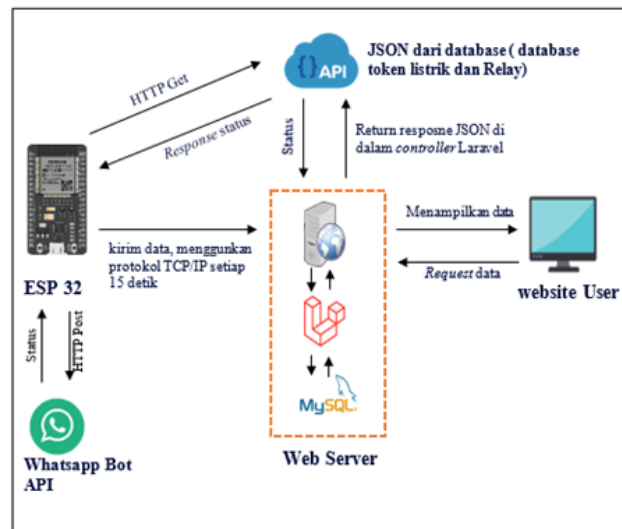 JSON dari database ( database
token listrik dan Relay)
{} API
HTTP Get
Response status
Status
Return resposne JSON di
dalam controller Laravel
kirim data, menggunkan
protokol TCP/IP setiap
15 detik
Menampilkan data
Request data
ESP 32
website User
Status
HTTP Post
MySQL
Whatsapp Bot
API
Web Server